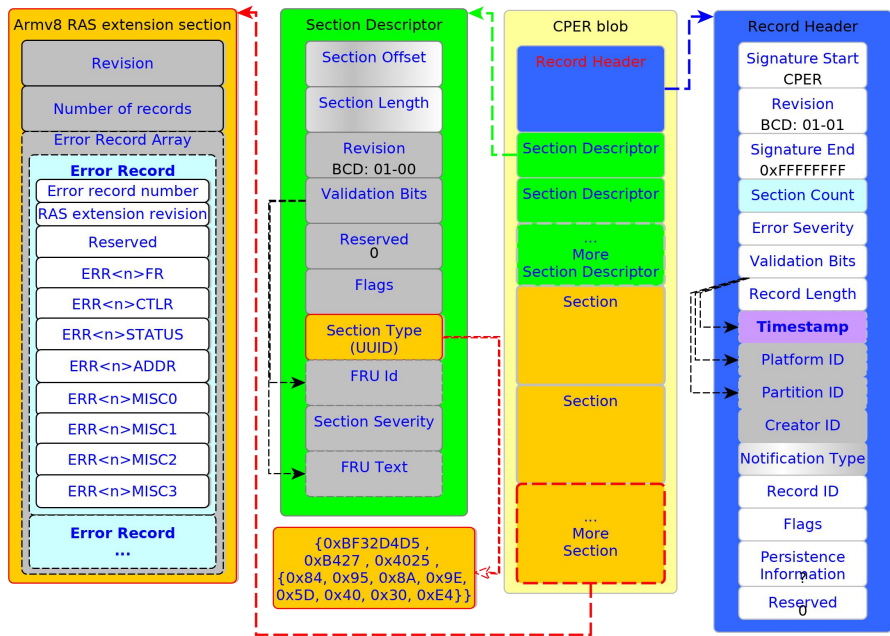 Armv8 RAS extension section
Revision
Number of records
Error Record Array
Error Record
Error record number
RAS extension revision
Reserved
ERR<n>FR
ERR<n>CTLR
ERR<n>STATUS
ERR<n>ADDR
ERR<n>MISC0
ERR<n>MISC1
ERR<n>MISC2
ERR<n>MISC3
Error Record
...
Section Descriptor
Section Offset
Section Length
Revision
BCD: 01-00
Validation Bits
Reserved
0
Flags
Section Type
(UUID)
FRU Id
Section Severity
FRU Text
{0xBF32D4D5 ,
0xB427 , 0x4025 ,
{0x84, 0x95, 0x8A, 0x9E,
0x5D, 0x40, 0x30, 0xE4}}
CPER blob
Record Header
Section Descriptor
Section Descriptor
...
More
Section Descriptor
Section
Section
...
More
Section
Record Header
Signature Start
CPER
Revision
BCD: 01-01
Signature End
0xFFFFFFFF
Section Count
Error Severity
Validation Bits
Record Length
Timestamp
Platform ID
Partition ID
Creator ID
Notification Type
Record ID
Flags
Persistence
Information
?
Reserved
0